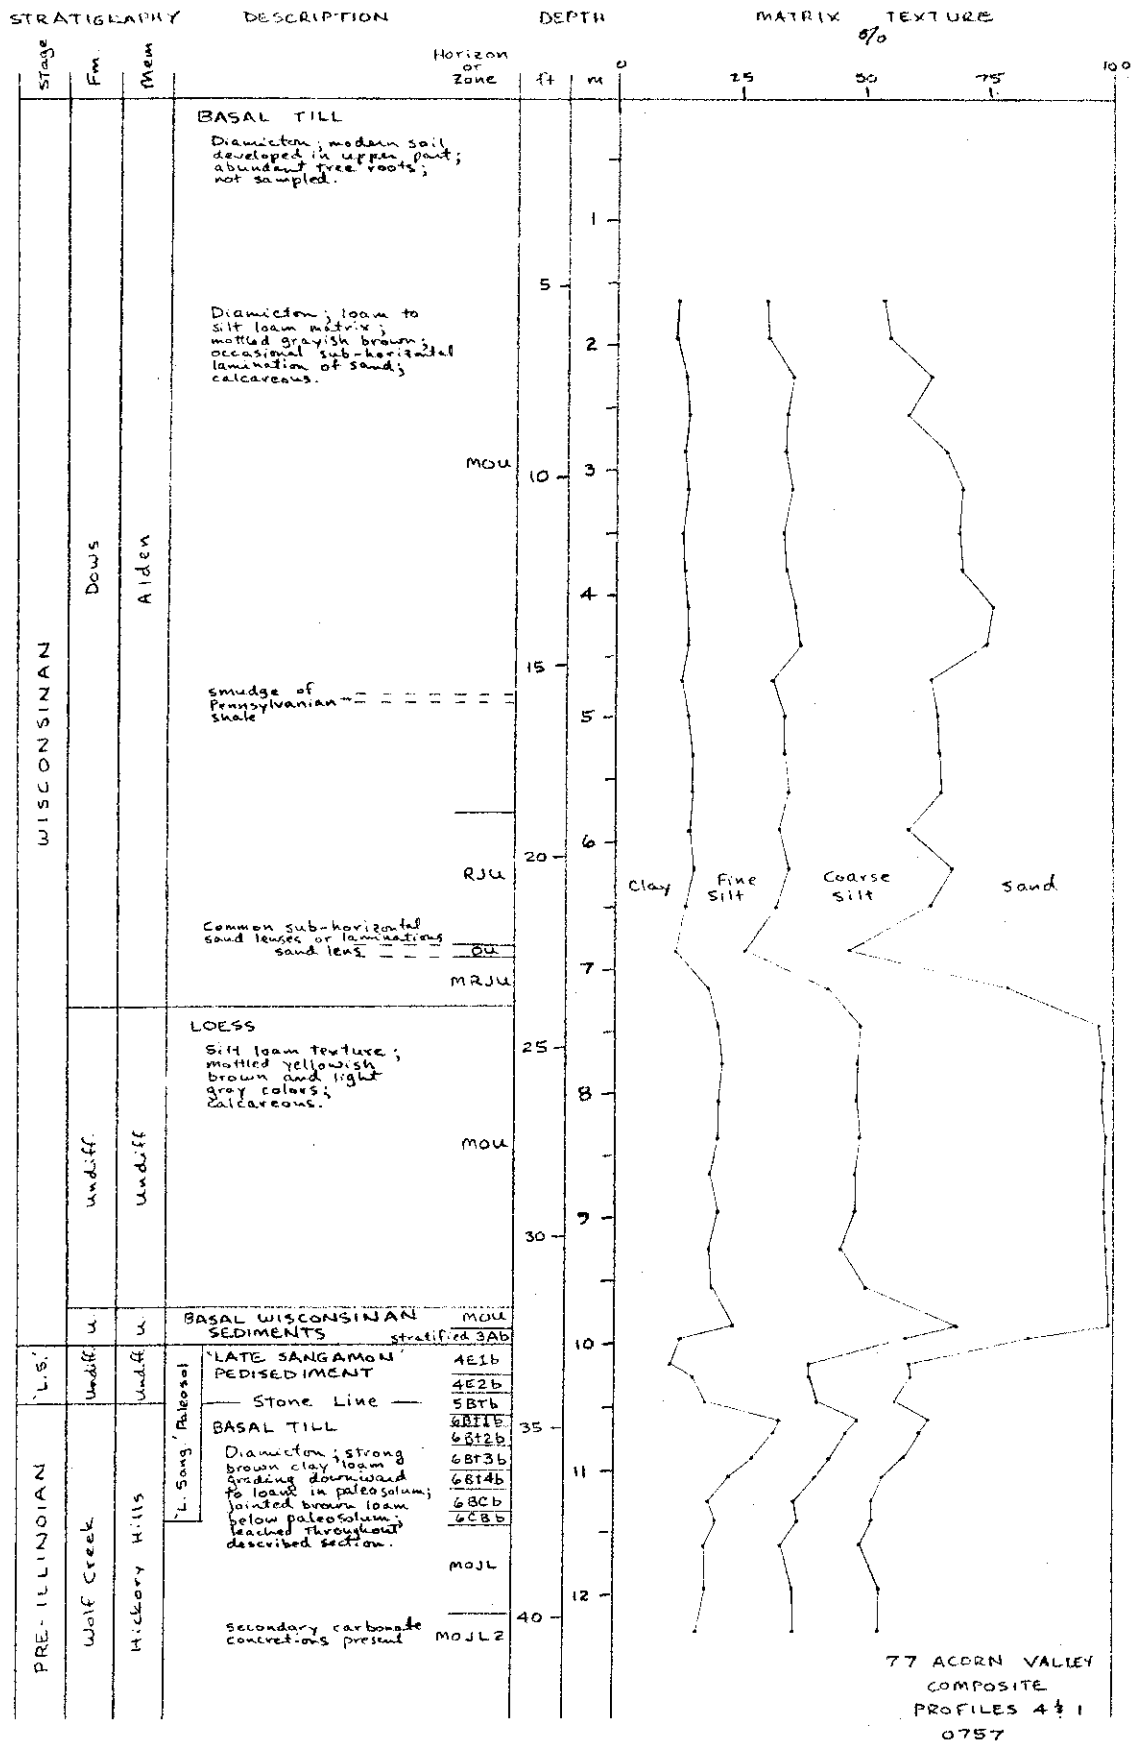 STRATIGRAPHY DESCRIPTION DEPTH MATRIX TEXTURE
%
Stage Fm. Mem Horizon or Zone ft m 0 25 50 75 100
BASAL TILL
Diamicton; modern soil
developed in upper part;
abundant tree roots;
not sampled.
1
5
Diamicton; loam to
silt loam matrix;
mottled grayish brown;
occasional sub-horizontal
lamination of sand;
calcareous.
2
MOU
10
3
Dows
Alden
4
15
WISCONSINAN
smudge of
Pennsylvanian
shale
5
6
20
RJU
Clay Fine Silt Coarse Silt Sand
Common sub-horizontal
sand lenses or laminations
sand lens OU
MRJU
7
LOESS
Silt loam texture;
mottled yellowish
brown and light
gray colors;
calcareous.
25
8
MOU
Undiff.
Undiff
9
30
u. u. BASAL WISCONSINAN MOU
SEDIMENTS stratified 3Ab
10
'L.S.' Undiff. Undiff.
'LATE SANGAMON' 4E1b
PEDISEDIMENT
4E2b
Stone Line 5Btb
35
'L. Sang.' Paleosol
BASAL TILL 6Bt1b
6Bt2b
Diamicton; strong
brown clay loam 6Bt3b
grading downward
to loam in paleosolum; 6Bt4b
jointed brown loam 6BCb
below paleosolum; 6CBb
leached throughout
described section.
11
MOJL
12
40
PRE-ILLINOIAN
Wolf Creek
Hickory Hills
secondary carbonate
concretions present MOJL2
77 ACORN VALLEY
COMPOSITE
PROFILES 4 & 1
0757